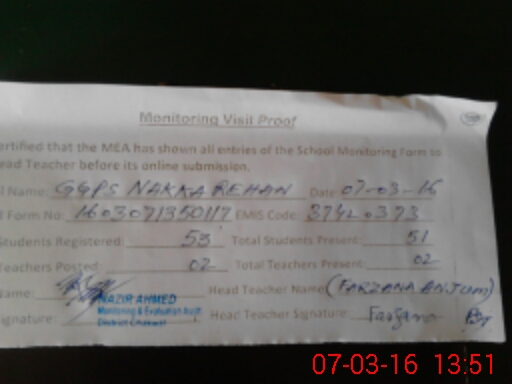 Monitoring Visit Proof
ertified that the MEA has shown all entries of the School Monitoring Form to
ead Teacher before its online submission.
l Name: GGPS NAKKA REHAN Date 07-03-16
l Form No. 1603071350117 EMIS Code: 37420373
Students Registered: 53 Total Students Present: 51
Teachers Posted: 02 Total Teachers Present: 02
Name: Head Teacher Name: (FARZANA ANJUM)
NAZIR AHMED
Monitoring & Evaluation Asstt
District Chakwal
ignature: Head Teacher Signature: Farzana
07-03-16 13:51